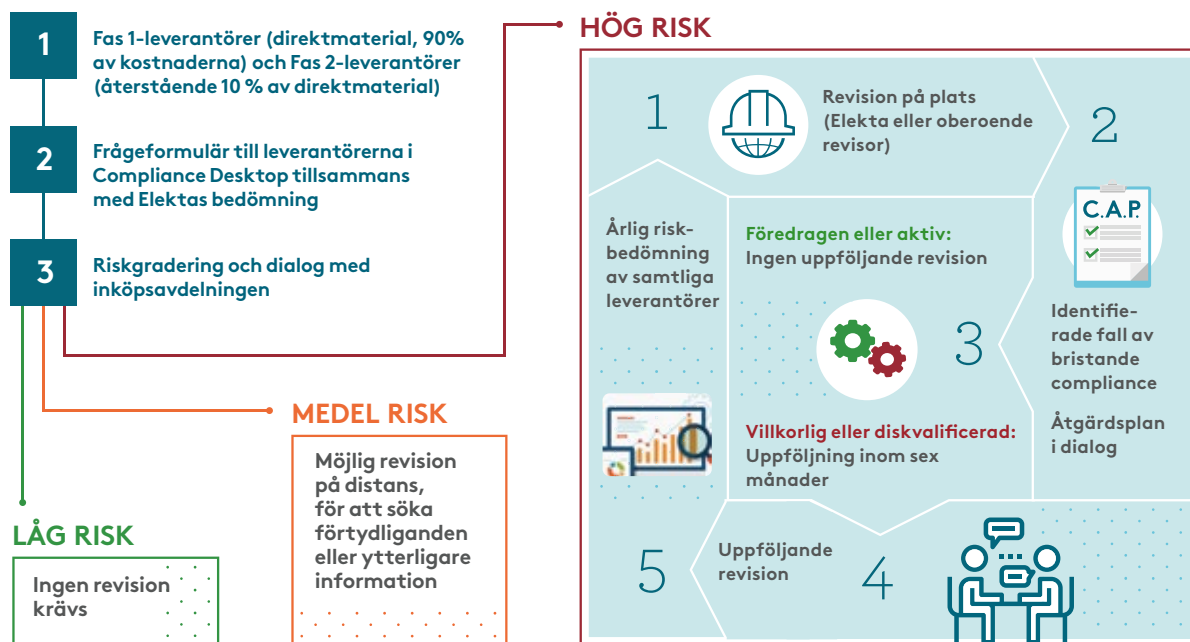 1
Fas 1-leverantörer (direktmaterial, 90%
av kostnaderna) och Fas 2-leverantörer
(återstående 10 % av direktmaterial)
2
Frågeformulär till leverantörerna i
Compliance Desktop tillsammans
med Elektas bedömning
3
Riskgradering och dialog med
inköpsavdelningen
LÅG RISK
Ingen revision
krävs
MEDEL RISK
Möjlig revision
på distans,
för att söka
förtydliganden
eller ytterligare
information
HÖG RISK
1
Revision på plats
(Elekta eller oberoende
revisor)
2
C.A.P.
Identifie-
rade fall av
bristande
compliance
Åtgärdsplan
i dialog
3
Föredragen eller aktiv:
Ingen uppföljande revision
Villkorlig eller diskvalificerad:
Uppföljning inom sex
månader
4
Uppföljande
revision
5
Årlig risk-
bedömning
av samtliga
leverantörer